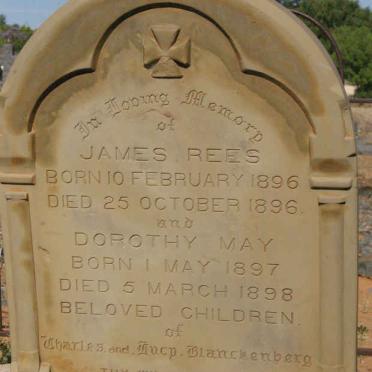 In Loving Memory
of
JAMES REES
BORN 10 FEBRUARY 1896
DIED 25 OCTOBER 1896.
and
DOROTHY MAY
BORN 1 MAY 1897
DIED 5 MARCH 1898
BELOVED CHILDREN
of
Charles and Lucy Blanckenberg